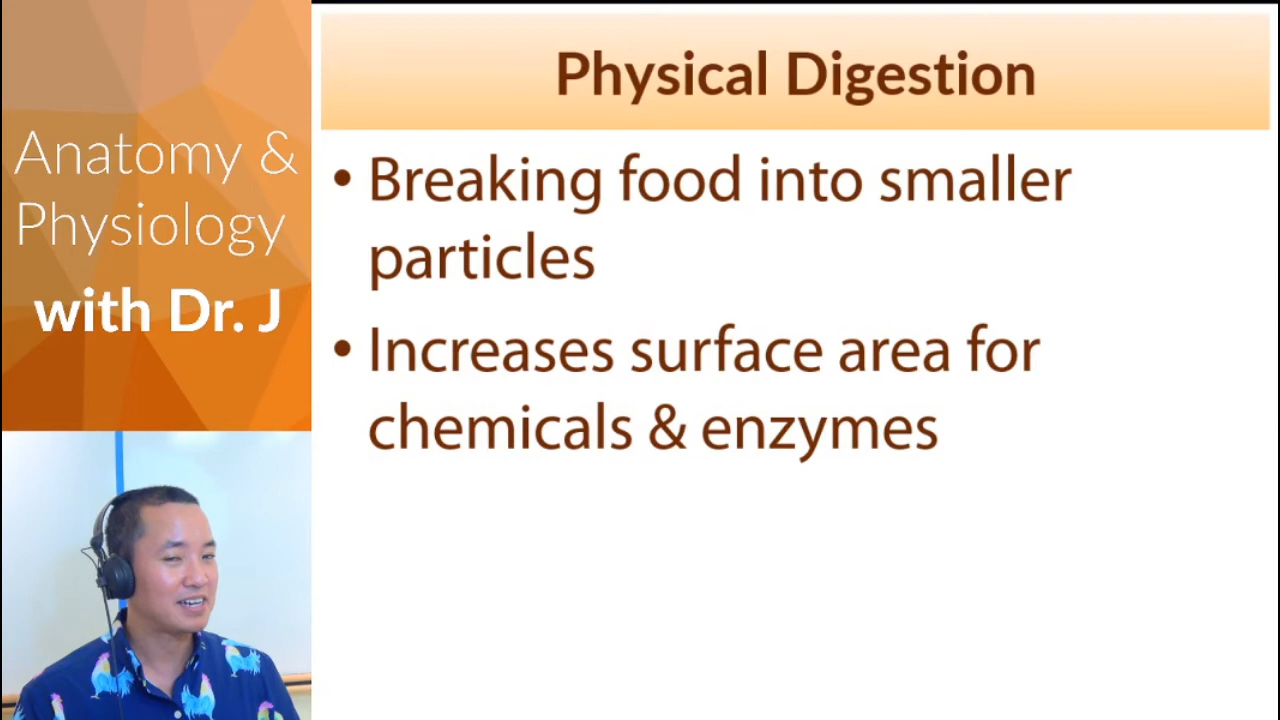 Anatomy &
Physiology
with Dr. J
Physical Digestion
• Breaking food into smaller
particles
• Increases surface area for
chemicals & enzymes